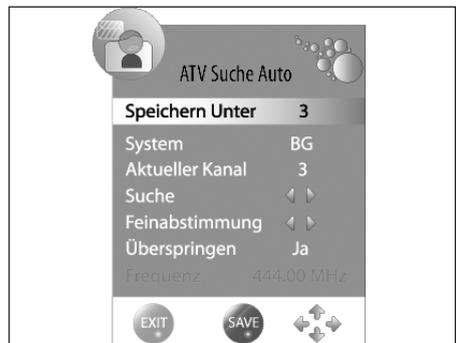 ATV Suche Auto
Speichern Unter 3
System BG
Aktueller Kanal 3
Suche
Feinabstimmung
Überspringen Ja
Frequenz 444.00 MHz
EXIT SAVE